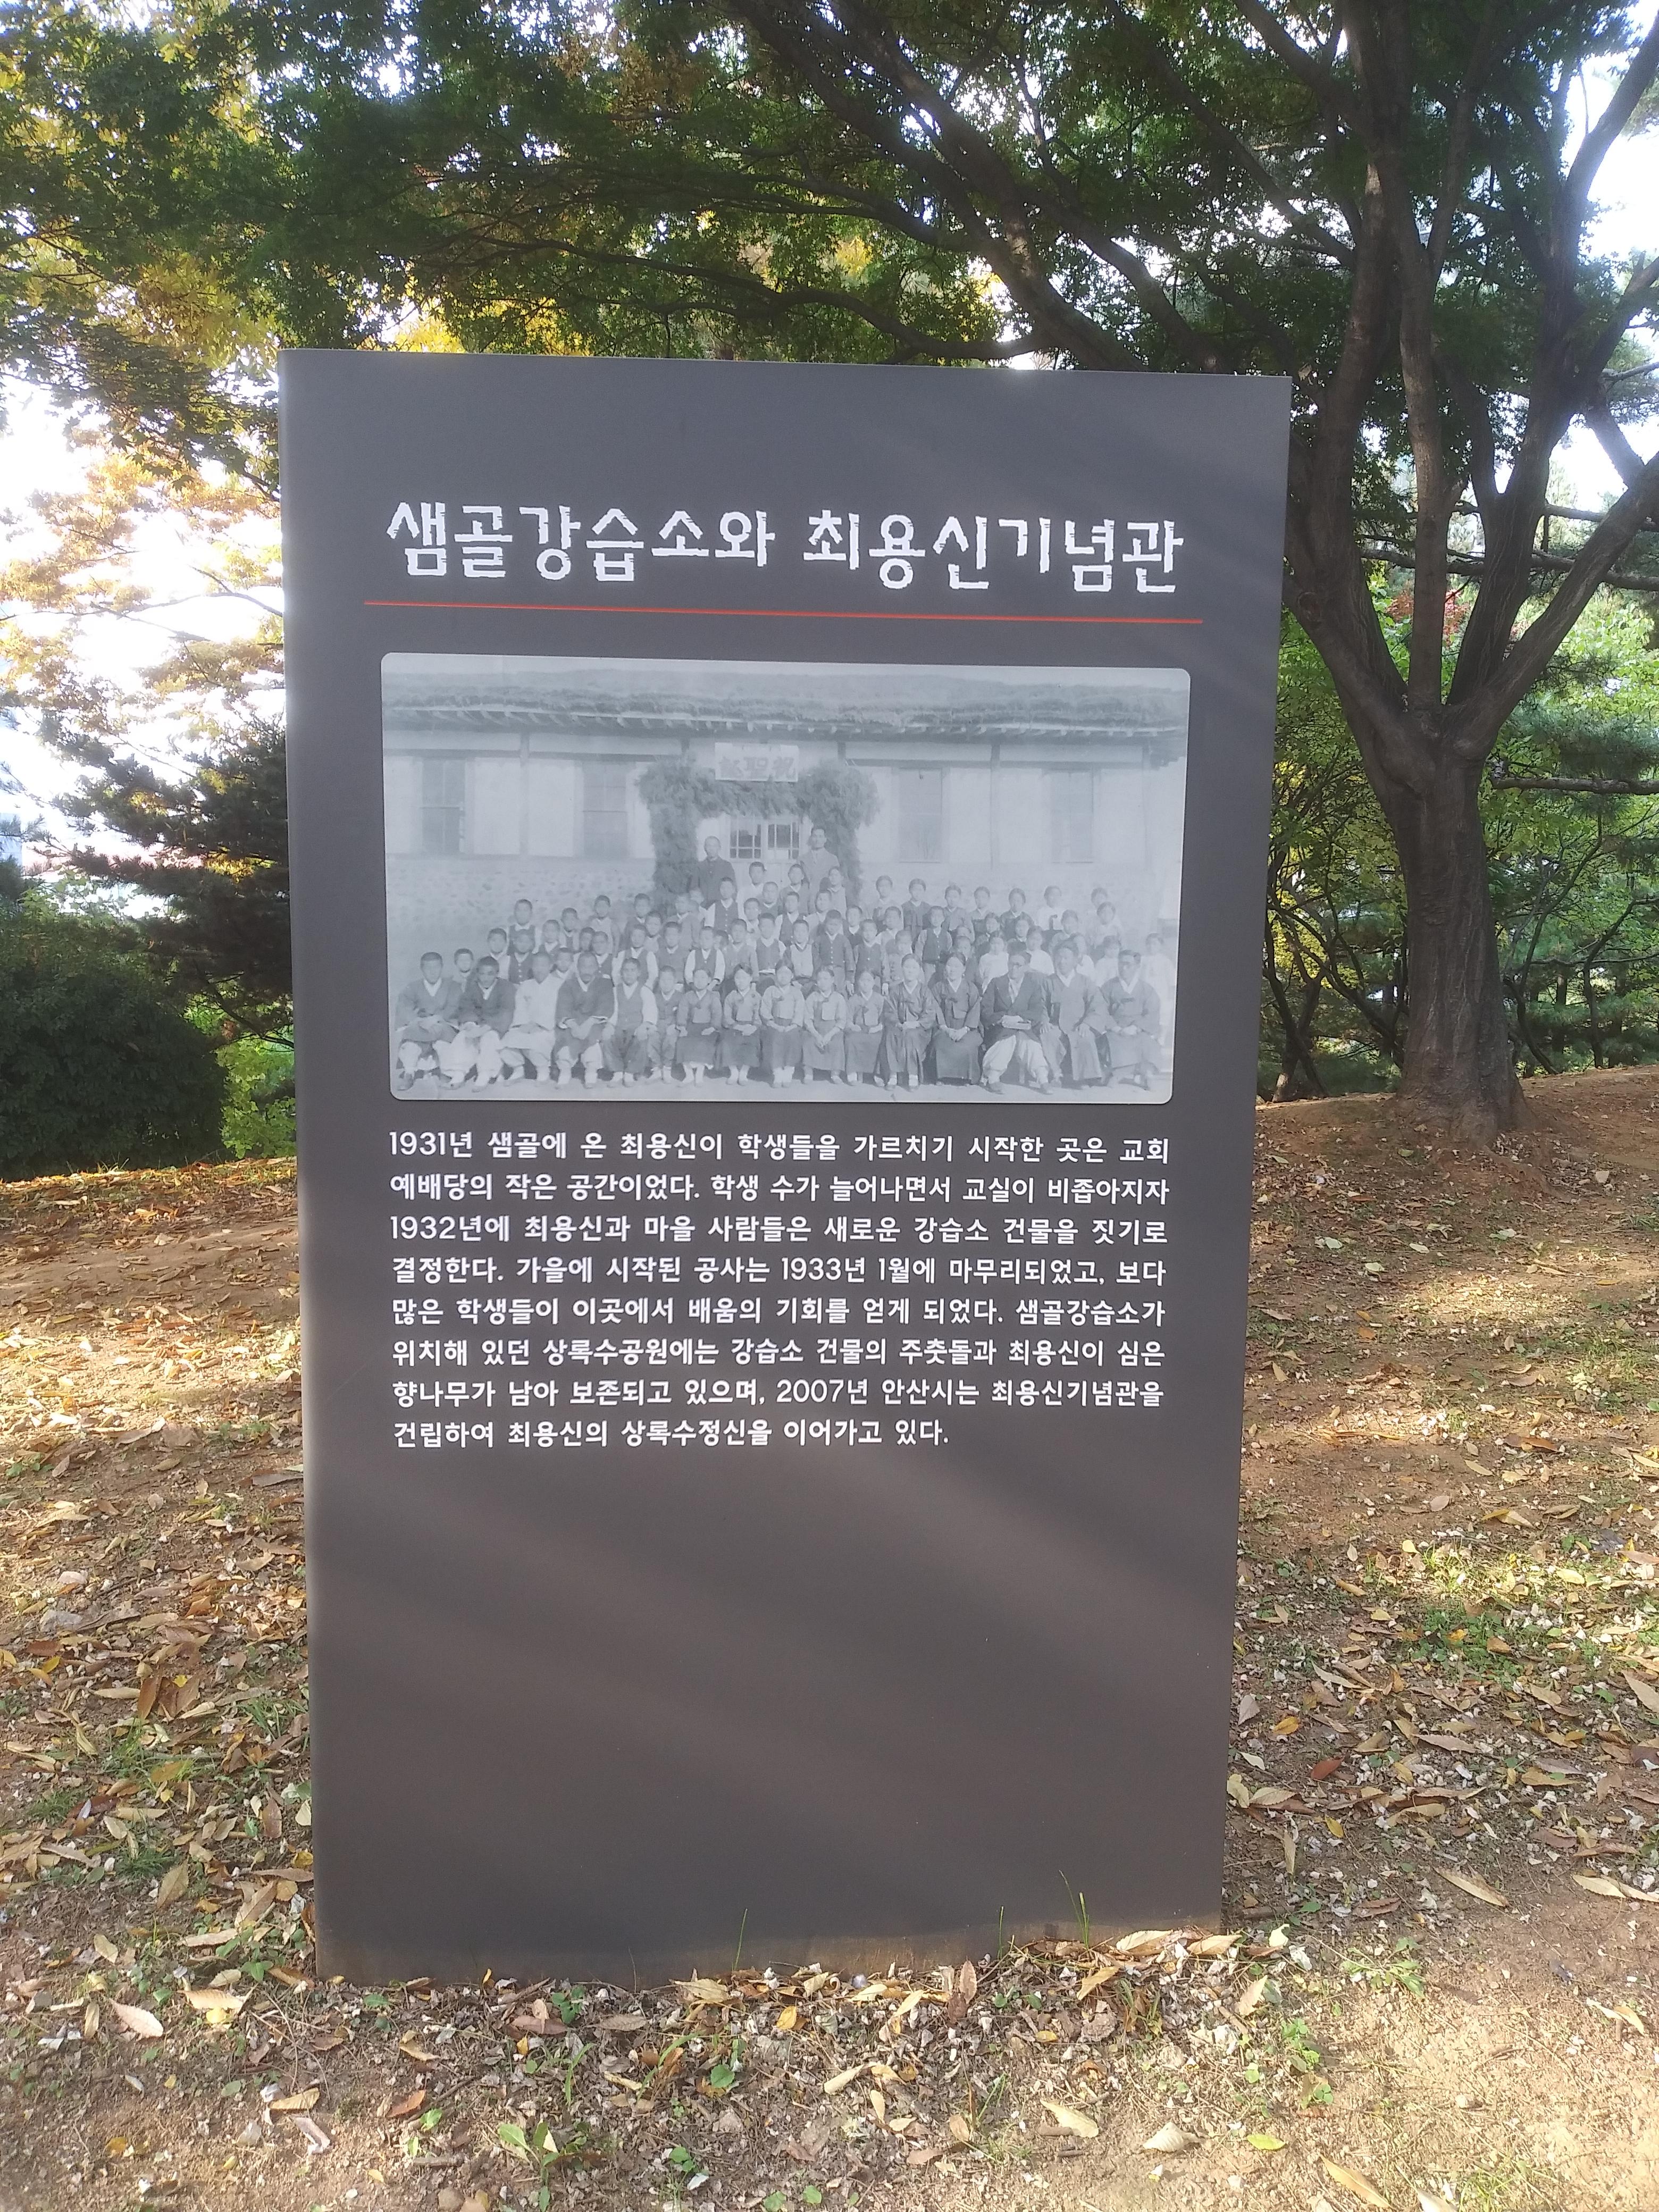 샘골강습소와 최용신기념관
1931년 샘골에 온 최용신이 학생들을 가르치기 시작한 곳은 교회
예배당의 작은 공간이었다. 학생 수가 늘어나면서 교실이 비좁아지자
1932년에 최용신과 마을 사람들은 새로운 강습소 건물을 짓기로
결정한다. 가을에 시작된 공사는 1933년 1월에 마무리되었고, 보다
많은 학생들이 이곳에서 배움의 기회를 얻게 되었다. 샘골강습소가
위치해 있던 상록수공원에는 강습소 건물의 주춧돌과 최용신이 심은
향나무가 남아 보존되고 있으며, 2007년 안산시는 최용신기념관을
건립하여 최용신의 상록수정신을 이어가고 있다.